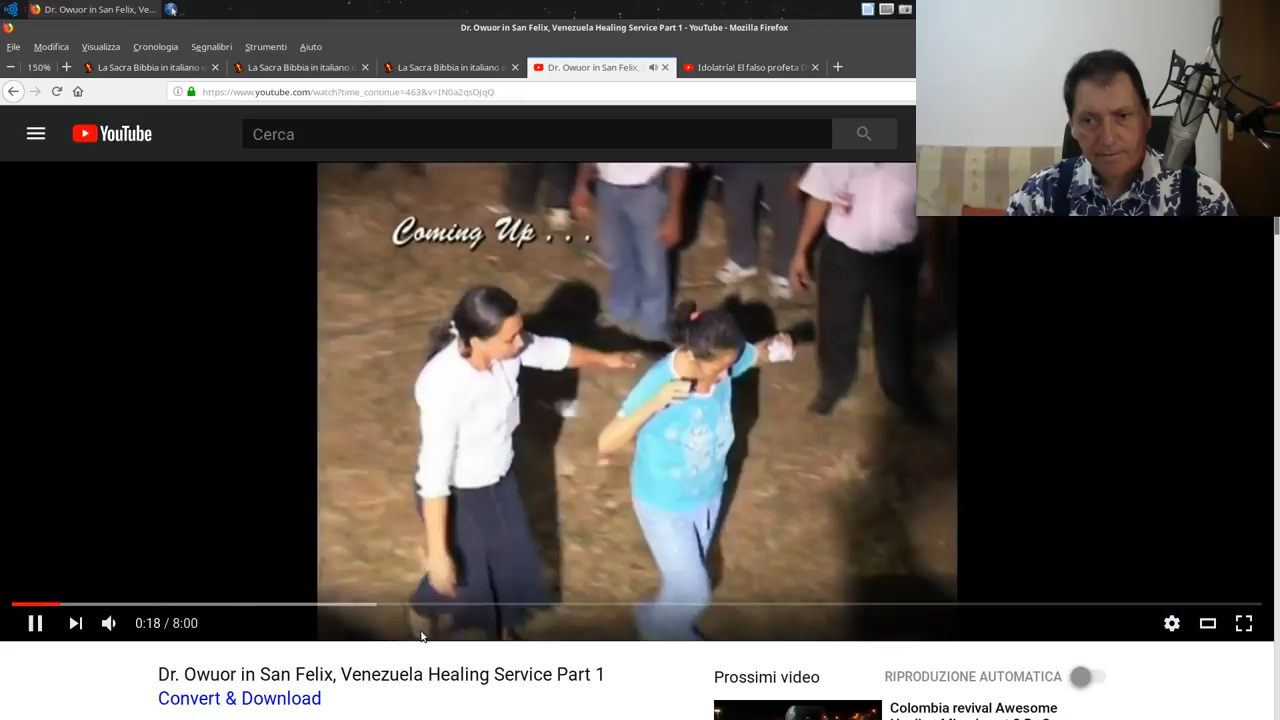 Dr. Owuor in San Felix, Ve...
Dr. Owuor in San Felix, Venezuela Healing Service Part 1 - YouTube - Mozilla Firefox
File Modifica Visualizza Cronologia Segnalibri Strumenti Aiuto
150% La Sacra Bibbia in italiano La Sacra Bibbia in italiano La Sacra Bibbia in italiano Dr. Owuor in San Felix, Idolatria! Il falso profeta
https://www.youtube.com/watch?time_continue=463&v=IN0a2qsOJqQ
YouTube
Cerca
Coming Up . . .
0:18 / 8:00
Dr. Owuor in San Felix, Venezuela Healing Service Part 1
Convert & Download
Prossimi video
RIPRODUZIONE AUTOMATICA
Colombia revival Awesome